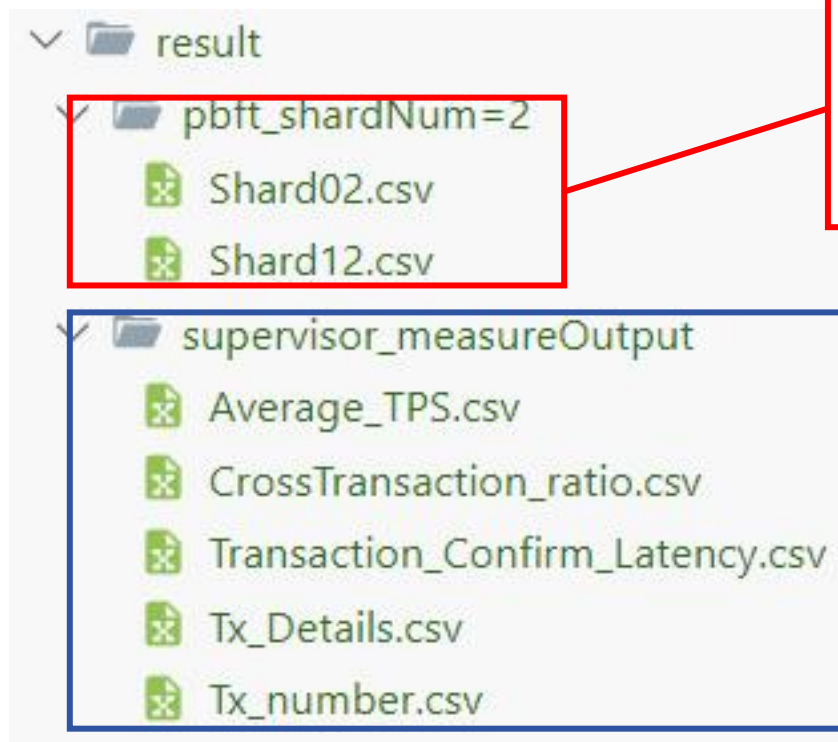 result
pbft_shardNum=2
Shard02.csv
Shard12.csv
supervisor_measureOutput
Average_TPS.csv
CrossTransaction_ratio.csv
Transaction_Confirm_Latency.csv
Tx_Details.csv
Tx_number.csv